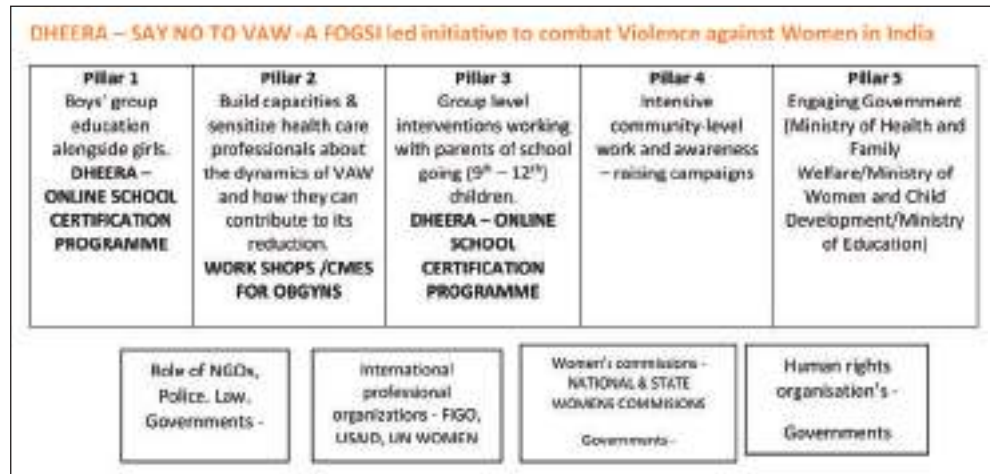 DHEERA – SAY NO TO VAW -A FOGSI led initiative to combat Violence against Women in India
Pillar 1
Boys' group
education
alongside girls.
DHEERA –
ONLINE SCHOOL
CERTIFICATION
PROGRAMME
Pillar 2
Build capacities &
sensitize health care
professionals about
the dynamics of VAW
and how they can
contribute to its
reduction.
WORK SHOPS /CMES
FOR OBGYNS
Pillar 3
Group level
interventions working
with parents of school
going (9th – 12th)
children.
DHEERA – ONLINE
SCHOOL
CERTIFICATION
PROGRAMME
Pillar 4
Intensive
community-level
work and awareness
– raising campaigns
Pillar 5
Engaging Government
(Ministry of Health and
Family
Welfare/Ministry of
Women and Child
Development/Ministry
of Education)
Role of NGOs,
Police. Law.
Governments -
International
professional
organizations - FIGO,
USAID, UN WOMEN
Women's commissions -
NATIONAL & STATE
WOMENS COMMISIONS
Governments -
Human rights
organisation's -
Governments